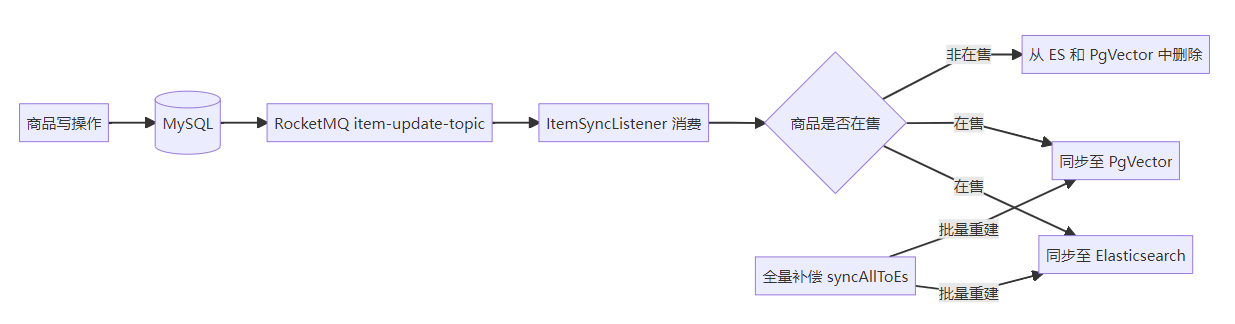 商品写操作
MySQL
RocketMQ item-update-topic
ItemSyncListener 消费
商品是否在售
非在售
从 ES 和 PgVector 中删除
在售
同步至 PgVector
在售
同步至 Elasticsearch
全量补偿 syncAllToEs
批量重建
批量重建